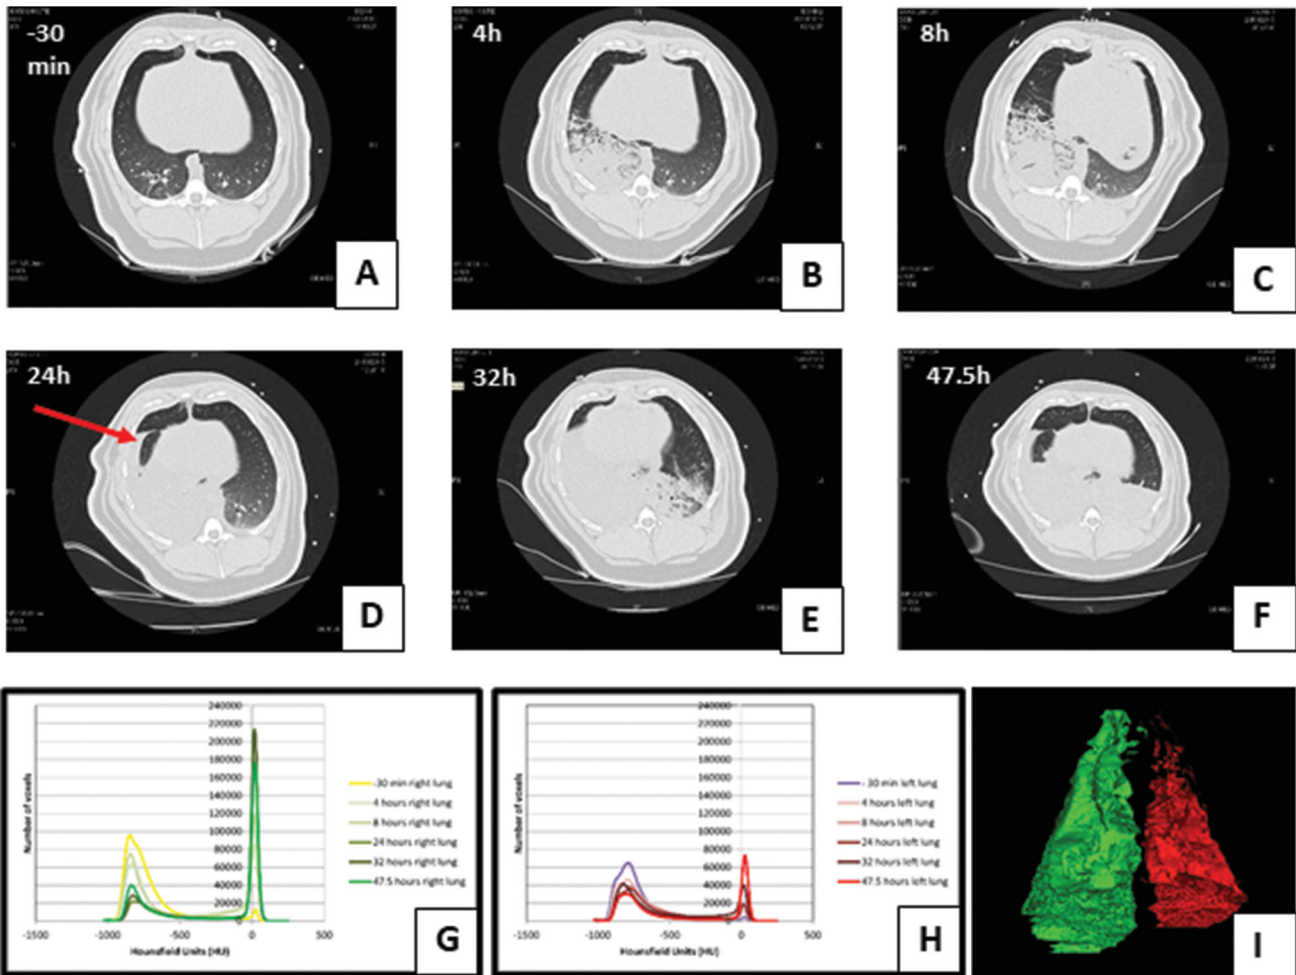 -30
min
A
4h
B
8h
C
24h
D
32h
E
47.5h
F
240000
220000
200000
180000
160000
140000
120000
100000
80000
60000
40000
20000
Number of voxels
-1500
-1000
-500
0
500
Hounsfield Units (HU)
-30 min right lung
4 hours right lung
8 hours right lung
24 hours right lung
32 hours right lung
47.5 hours right lung
G
240000
220000
200000
180000
160000
140000
120000
100000
80000
60000
40000
20000
Number of voxels
-1500
-1000
-500
0
500
Hounsfield Units (HU)
- 30 min left lung
4 hours left lung
8 hours left lung
24 hours left lung
32 hours left lung
47.5 hours left lung
H
I